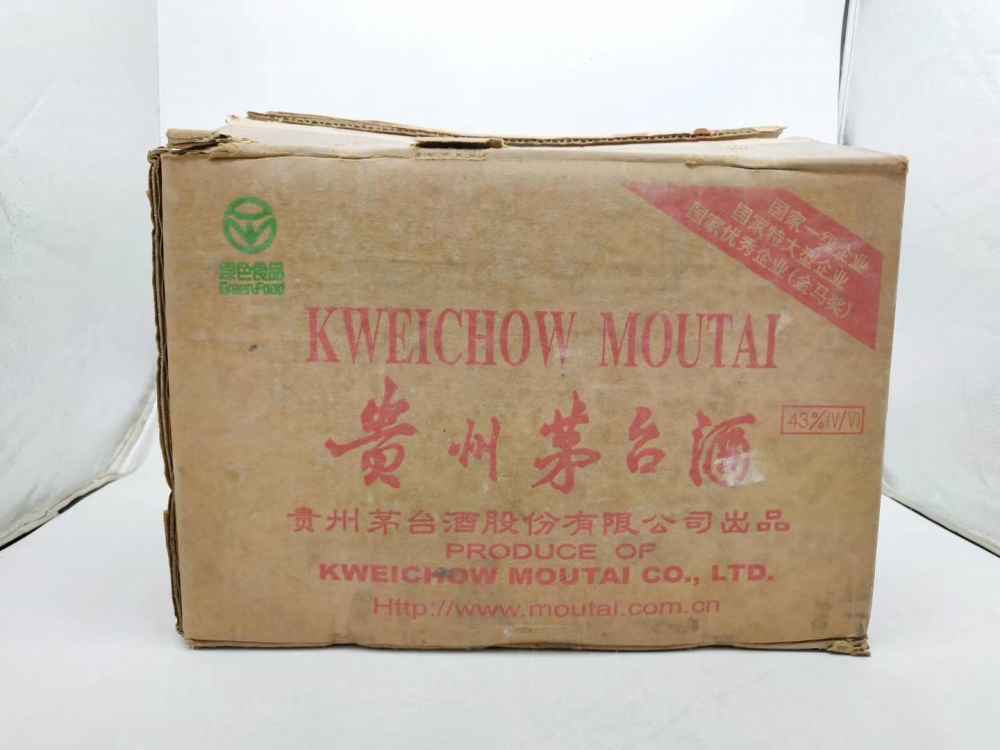 绿色食品
Green Food
国家一级企业
国家特大型企业
国家优秀企业(金马奖)
KWEICHOW MOUTAI
贵州茅台酒
43%(V/V)
贵州茅台酒股份有限公司出品
PRODUCE OF
KWEICHOW MOUTAI CO., LTD.
Http://www.moutai.com.cn